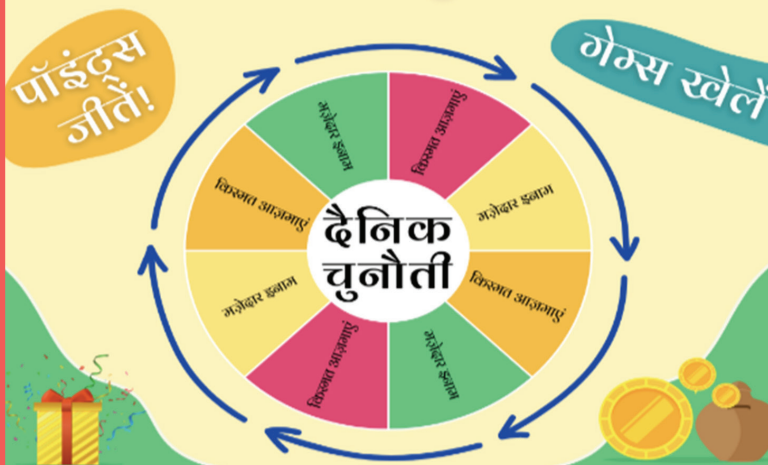 पॉइंट्स
जीतें!
गेम्स खेलें
मज़ेदार इनाम
किस्मत आज़माएं
किस्मत आज़माएं
मज़ेदार इनाम
दैनिक
चुनौती
मज़ेदार इनाम
किस्मत आज़माएं
किस्मत आज़माएं
मज़ेदार इनाम